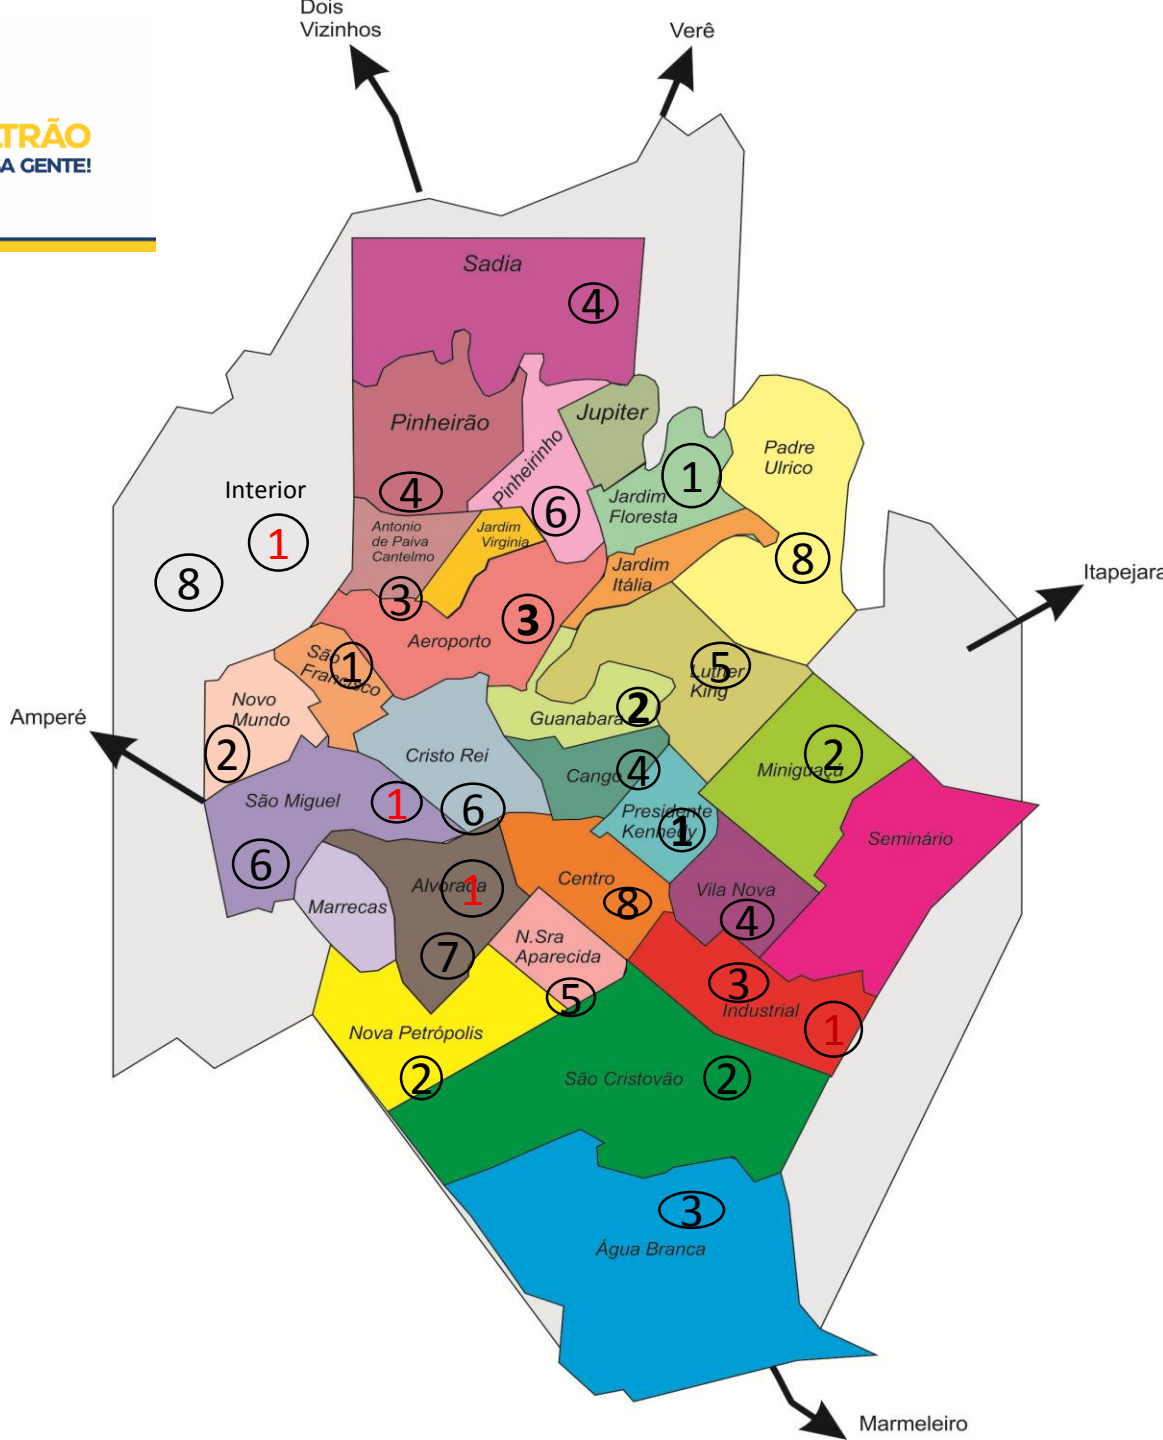 Dois
Vizinhos
Verê
LTRÃO
SA GENTE!
Sadia
4
Pinheirão
4
Pinheirinho
6
Jupiter
Jardim
Floresta
1
Padre
Ulrico
8
Interior
1
8
Antonio
de Paiva
Cantelmo
3
Jardim
Virginia
Jardim
Itália
Itapejara
Aeroporto
3
São
Francisco
1
Luther
King
5
Novo
Mundo
2
Guanabara
2
Amperé
Cristo Rei
6
Cango
4
Miniguaçu
2
São Miguel
1
6
Presidente
Kennedy
1
Seminário
Marrecas
Alvorada
1
7
Centro
8
Vila Nova
4
N.Sra
Aparecida
5
Industrial
3
1
Nova Petrópolis
2
São Cristovão
2
3
Água Branca
Marmeleiro